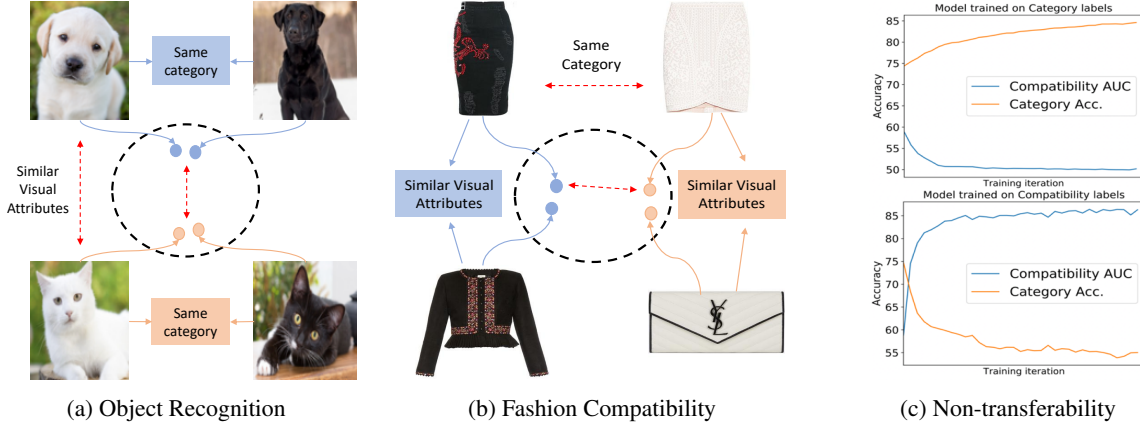 Same
category
Similar
Visual
Attributes
Same
category
(a) Object Recognition
Same
Category
Similar Visual
Attributes
Similar Visual
Attributes
YSL
(b) Fashion Compatibility
Model trained on Category labels
85
80
75
70
65
60
55
50
Accuracy
Compatibility AUC
Category Acc.
Training iteration
Model trained on Compatibility labels
85
80
75
70
65
60
55
Accuracy
Compatibility AUC
Category Acc.
Training iteration
(c) Non-transferability